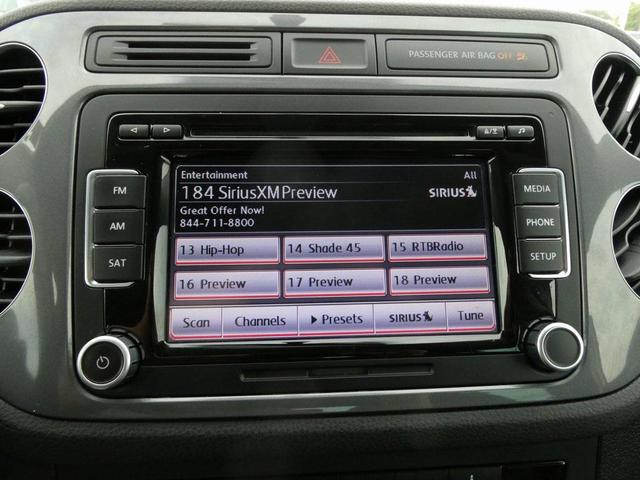 PASSENGER AIR BAG OFF
Entertainment All
184 SiriusXM Preview SIRIUS
Great Offer Now!
844-711-8800
13 Hip-Hop 14 Shade 45 15 RTBRadio
16 Preview 17 Preview 18 Preview
Scan Channels Presets SIRIUS Tune
FM
AM
SAT
MEDIA
PHONE
SETUP